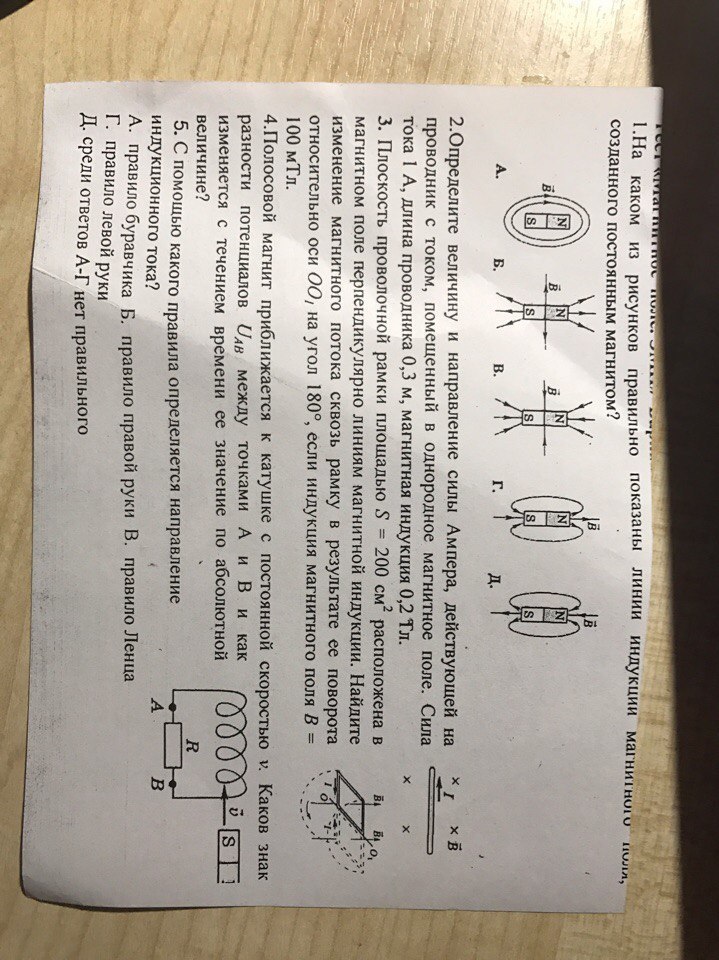 1.На каком из рисунков правильно показаны линии индукции магнитного поля,
созданного постоянным магнитом?
А. Б. В. Г. Д.
N S B
N S B
N S B
N S B
N S B
2.Определите величину и направление силы Ампера, действующей на
проводник с током, помещенный в однородное магнитное поле. Сила
тока 1 А, длина проводника 0,3 м, магнитная индукция 0,2 Тл.
× × B
I
× ×
3. Плоскость проволочной рамки площадью S = 200 см² расположена в
магнитном поле перпендикулярно линиям магнитной индукции. Найдите
изменение магнитного потока сквозь рамку в результате ее поворота
относительно оси OO₁ на угол 180°, если индукция магнитного поля B =
100 мТл.
B B
O₁
O
4.Полосовой магнит приближается к катушке с постоянной скоростью v. Каков знак
разности потенциалов U_AB между точками А и В и как
изменяется с течением времени ее значение по абсолютной
величине?
v S
R
A B
5. С помощью какого правила определяется направление
индукционного тока?
А. правило буравчика Б. правило правой руки В. правило Ленца
Г. правило левой руки
Д. среди ответов А-Г нет правильного